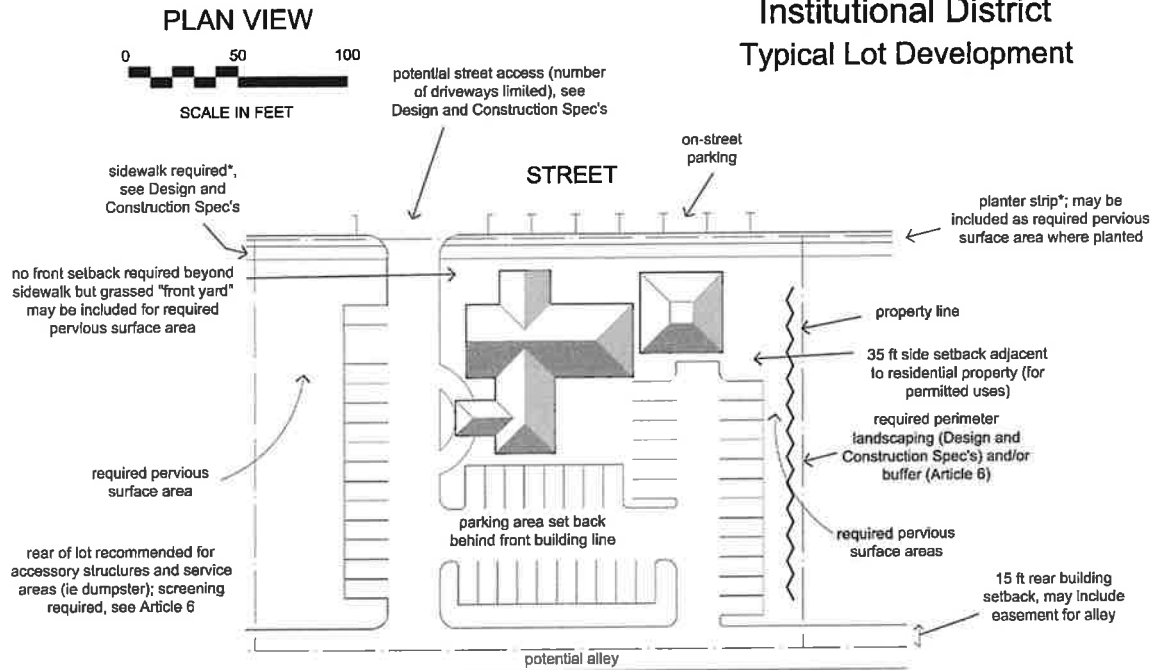 PLAN VIEW
0 50 100
SCALE IN FEET
Institutional District
Typical Lot Development
potential street access (number
of driveways limited), see
Design and Construction Spec's
on-street
parking
STREET
sidewalk required*,
see Design and
Construction Spec's
planter strip*; may be
included as required pervious
surface area where planted
no front setback required beyond
sidewalk but grassed "front yard"
may be included for required
pervious surface area
property line
35 ft side setback adjacent
to residential property (for
permitted uses)
required perimeter
landscaping (Design and
Construction Spec's) and/or
buffer (Article 6)
required pervious
surface area
parking area set back
behind front building line
required pervious
surface areas
rear of lot recommended for
accessory structures and service
areas (ie dumpster); screening
required, see Article 6
15 ft rear building
setback, may include
easement for alley
potential alley